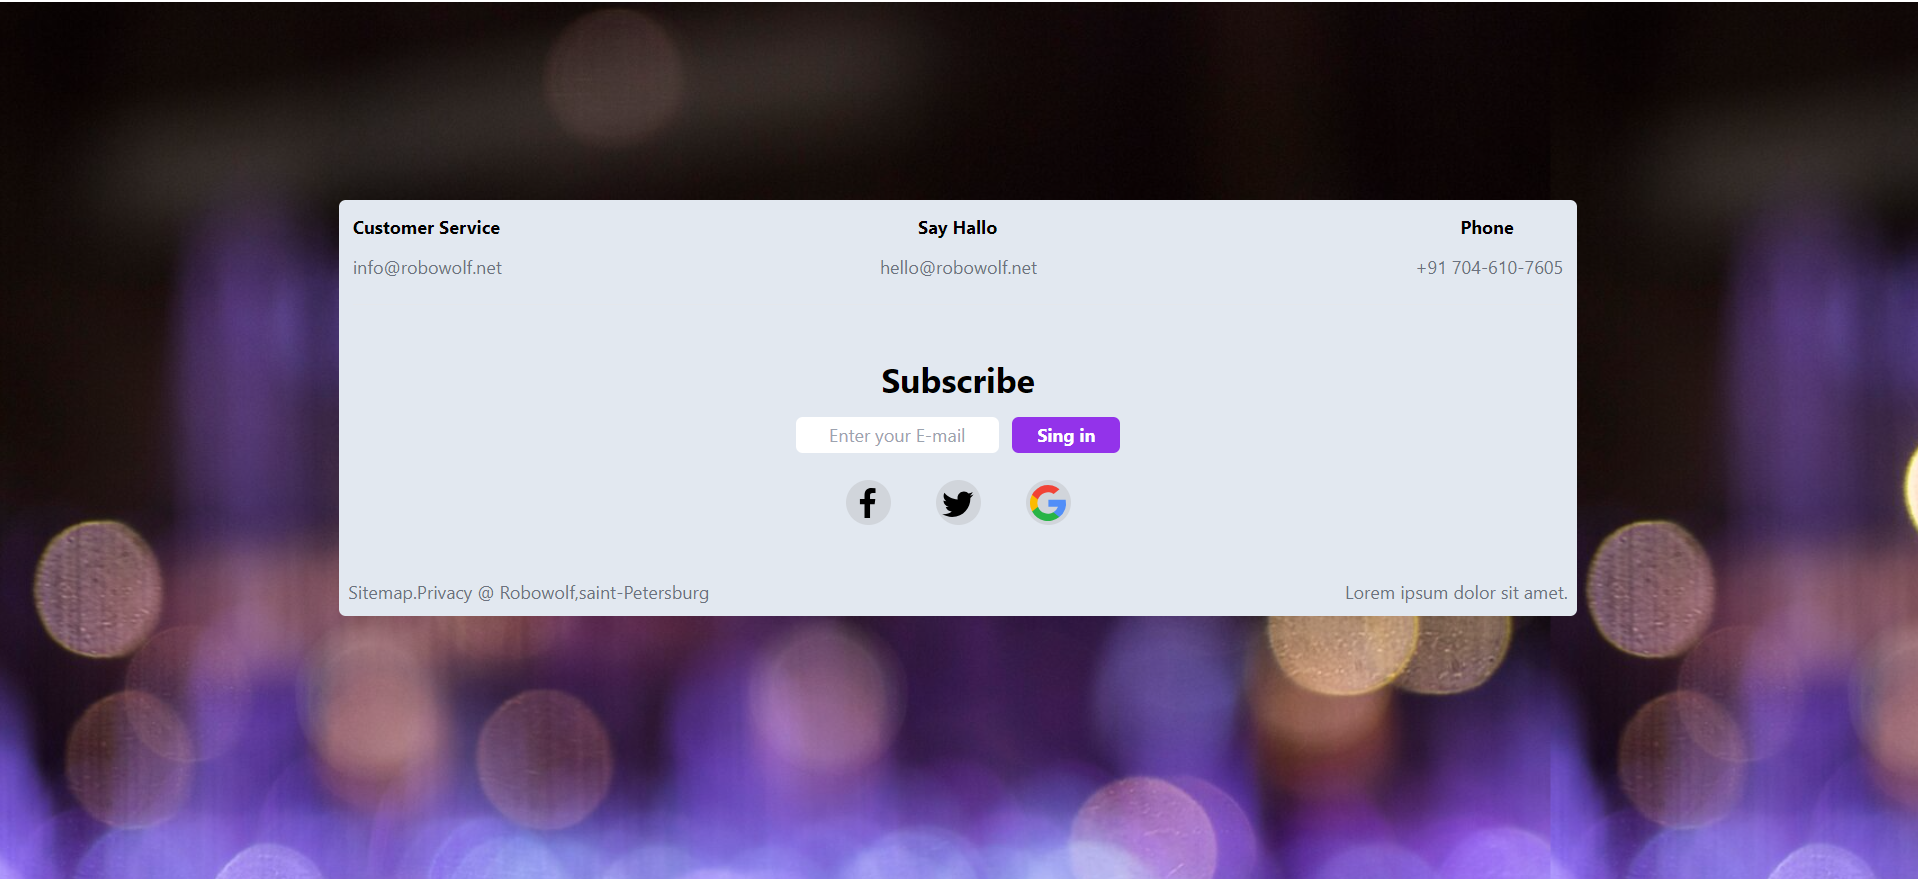 Customer Service
Say Hallo
Phone
info@robowolf.net
hello@robowolf.net
+91 704-610-7605
Subscribe
Enter your E-mail
Sing in
Sitemap.Privacy @ Robowolf,saint-Petersburg
Lorem ipsum dolor sit amet.